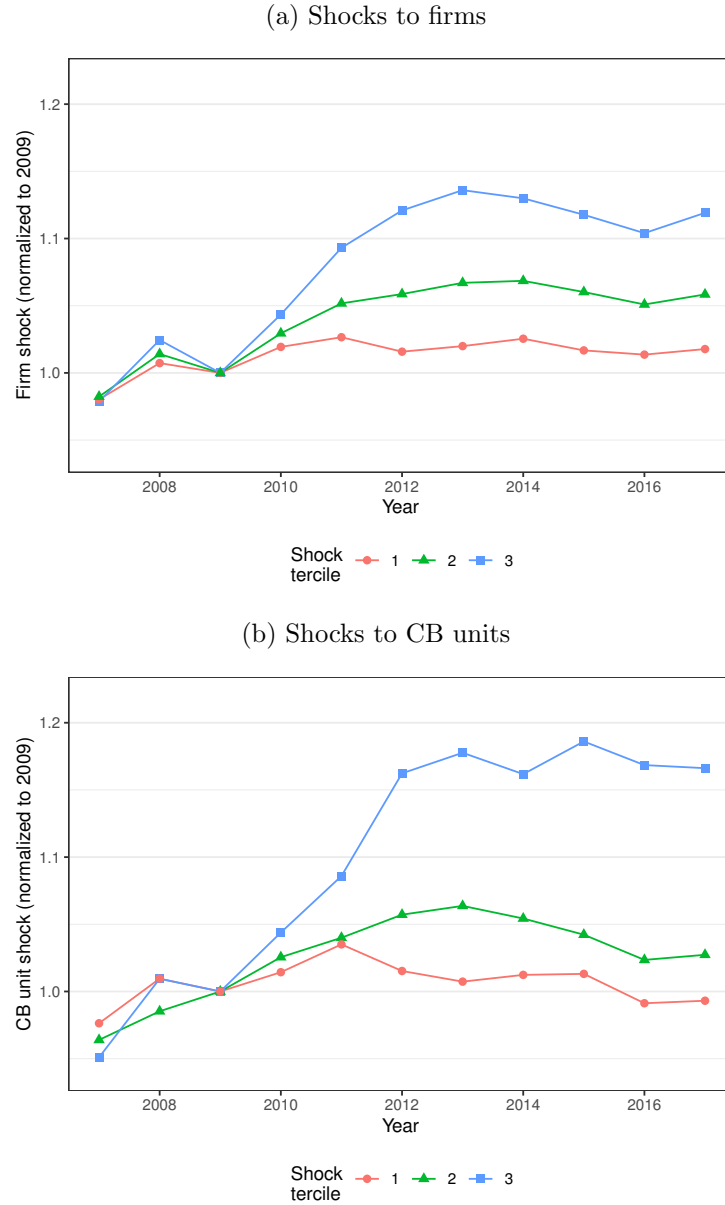 (a) Shocks to firms
Firm shock (normalized to 2009)
1.2
1.1
1.0
2008 2010 2012 2014 2016
Year
Shock
tercile
1 2 3
(b) Shocks to CB units
CB unit shock (normalized to 2009)
1.2
1.1
1.0
2008 2010 2012 2014 2016
Year
Shock
tercile
1 2 3